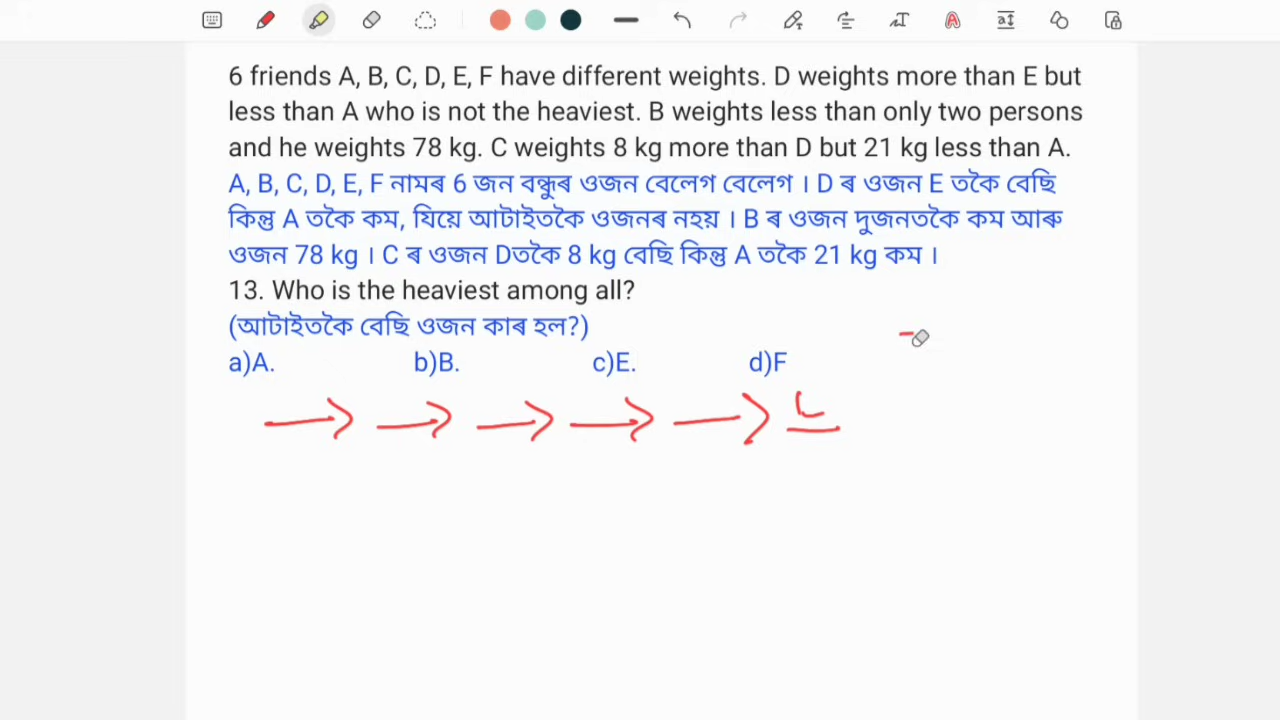 6 friends A, B, C, D, E, F have different weights. D weights more than E but
less than A who is not the heaviest. B weights less than only two persons
and he weights 78 kg. C weights 8 kg more than D but 21 kg less than A.
A, B, C, D, E, F নামৰ 6 জন বন্ধুৰ ওজন বেলেগ বেলেগ । D ৰ ওজন E তকৈ বেছি
কিন্তু A তকৈ কম, যিয়ে আটাইতকৈ ওজনৰ নহয় । B ৰ ওজন দুজনতকৈ কম আৰু
ওজন 78 kg । C ৰ ওজন Dতকৈ 8 kg বেছি কিন্তু A তকৈ 21 kg কম ।
13. Who is the heaviest among all?
(আটাইতকৈ বেছি ওজন কাৰ হল?)
a)A. b)B. c)E. d)F